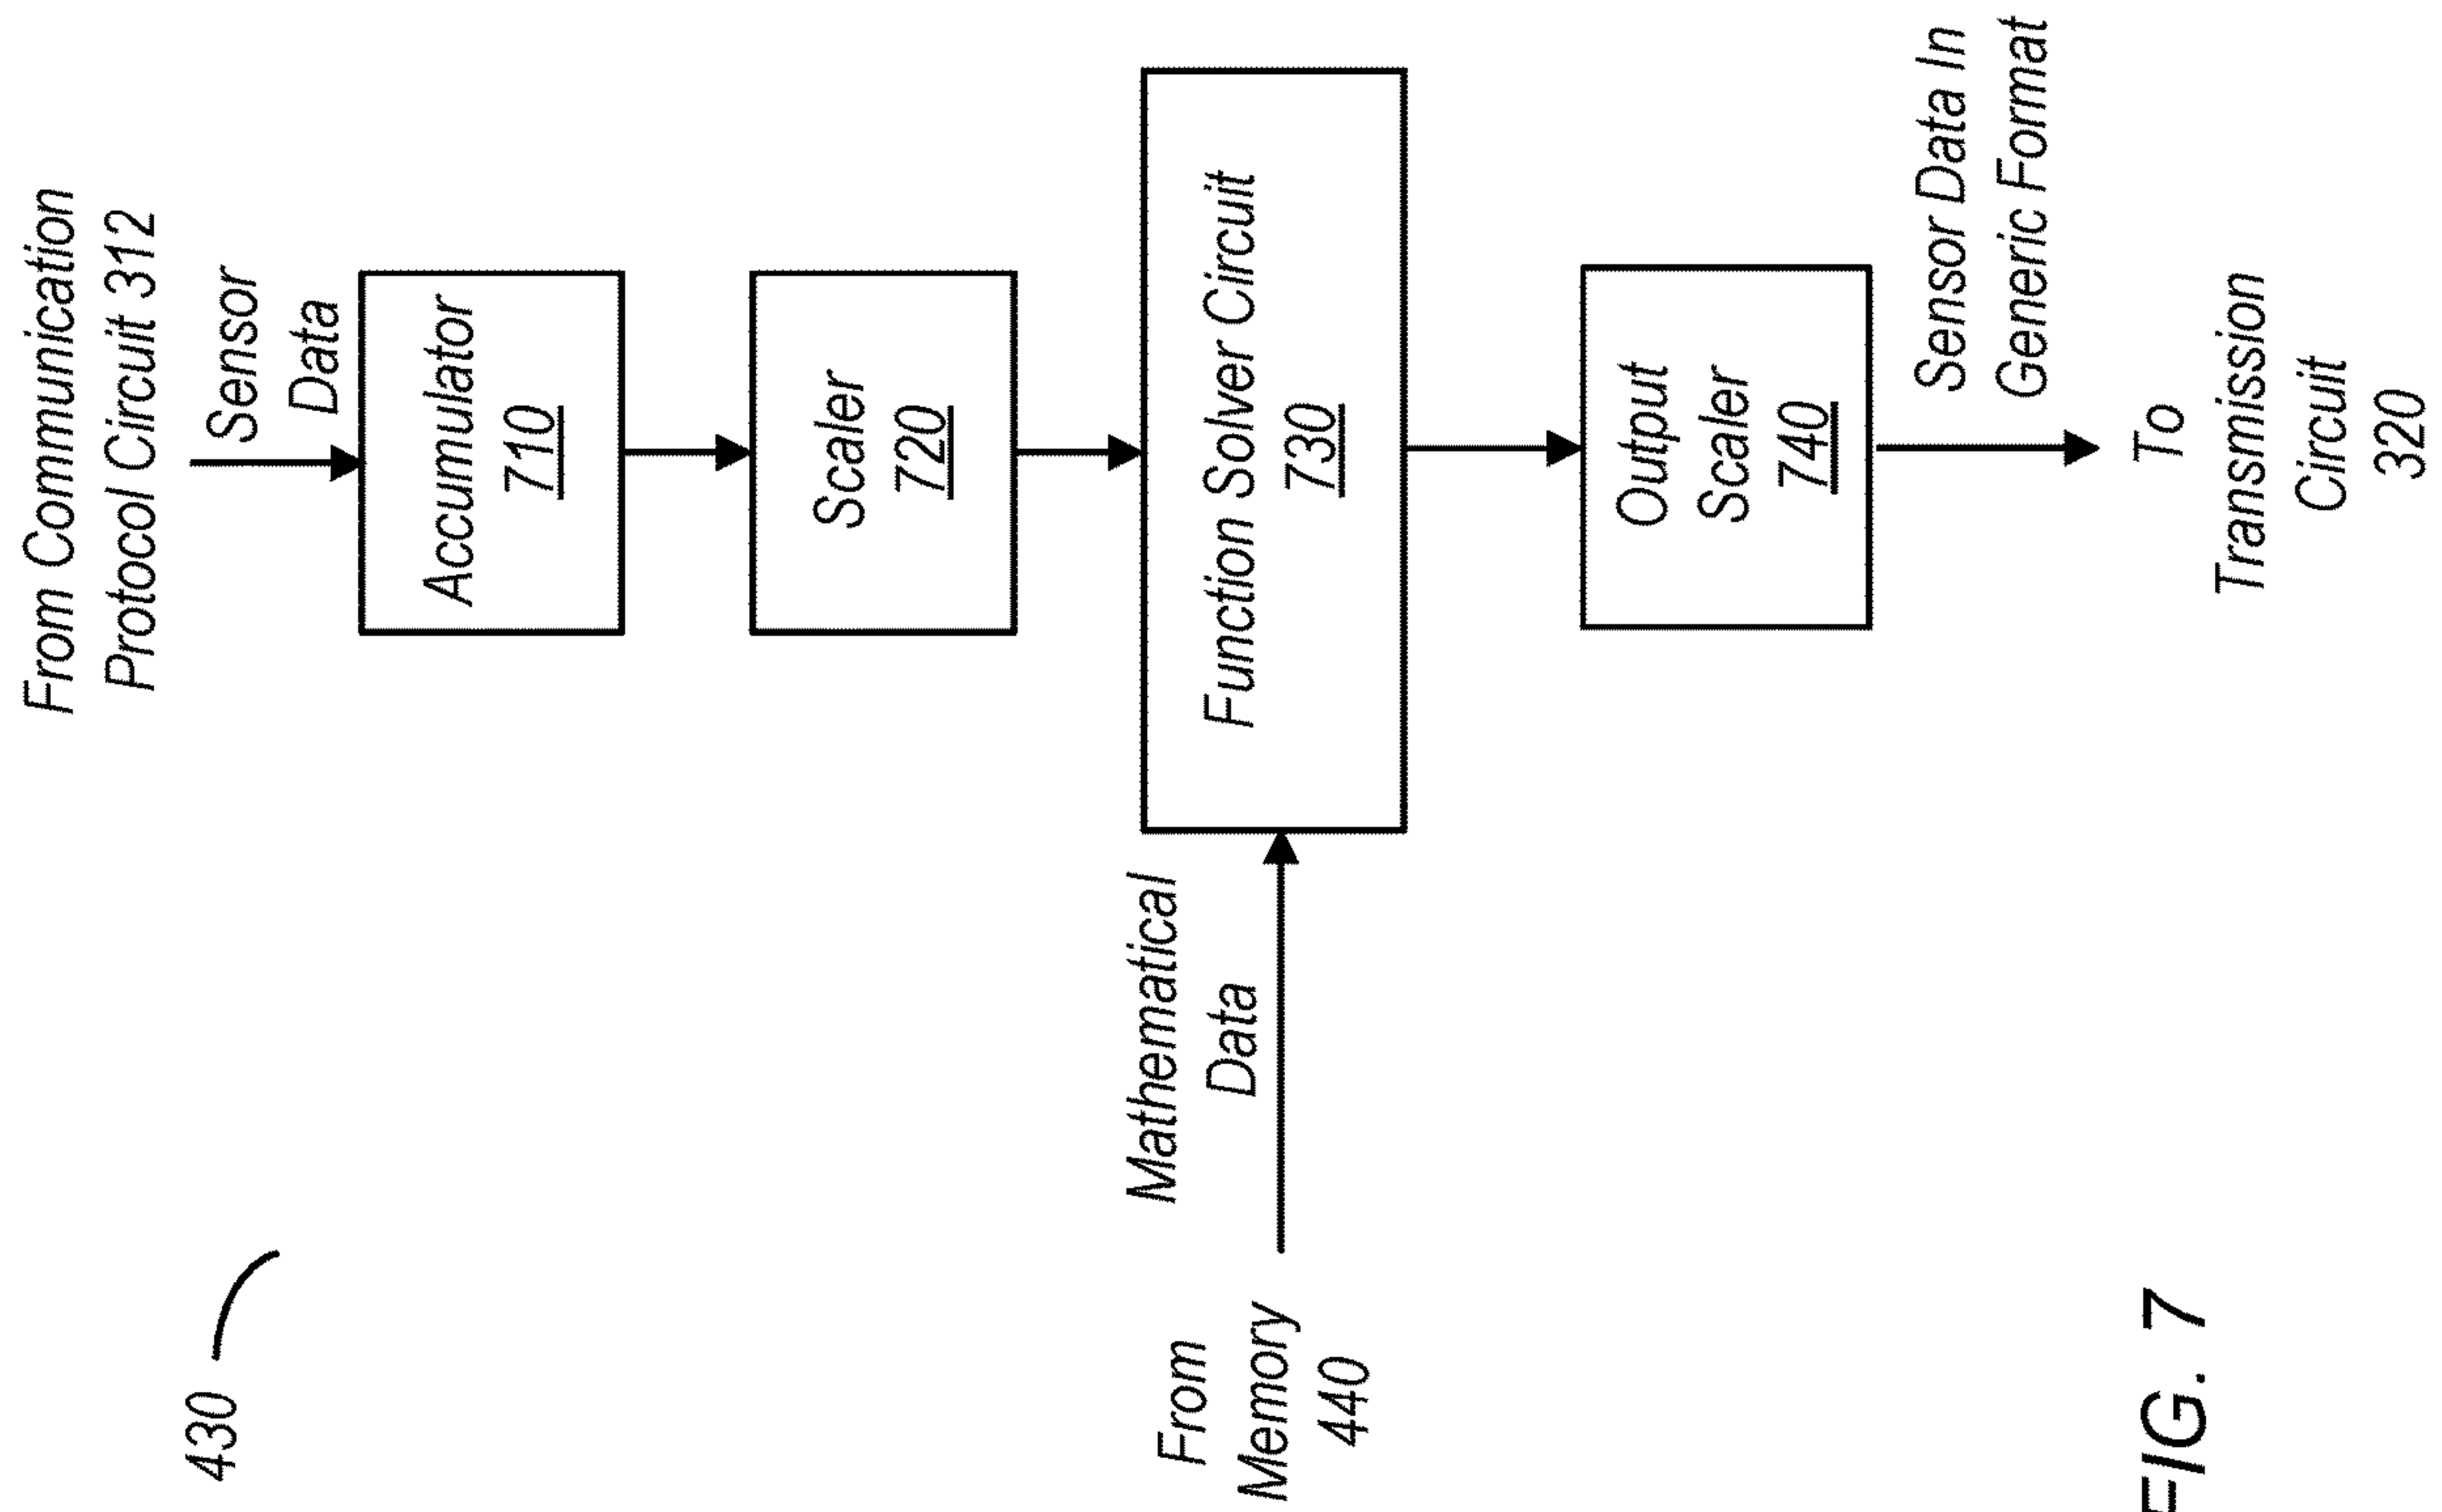 430
From Communication
Protocol Circuit 312
Sensor
Data
Accumulator
710
Scaler
720
Mathematical
Data
From
Memory
440
Function Solver Circuit
730
Output
Scaler
740
Sensor Data In
Generic Format
To
Transmission
Circuit
320
FIG. 7